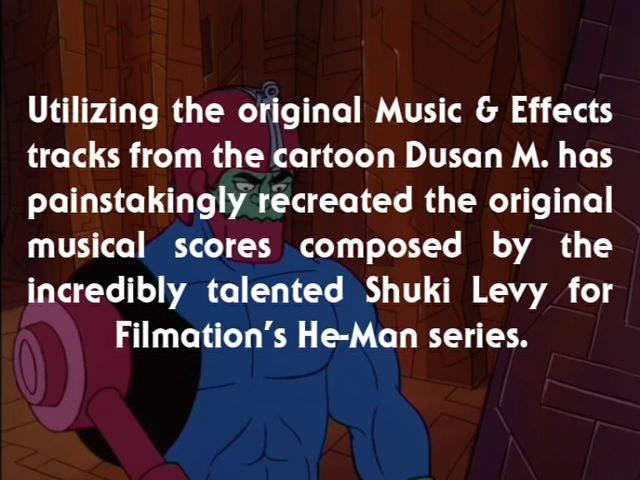 Utilizing the original Music & Effects
tracks from the cartoon Dusan M. has
painstakingly recreated the original
musical scores composed by the
incredibly talented Shuki Levy for
Filmation's He-Man series.